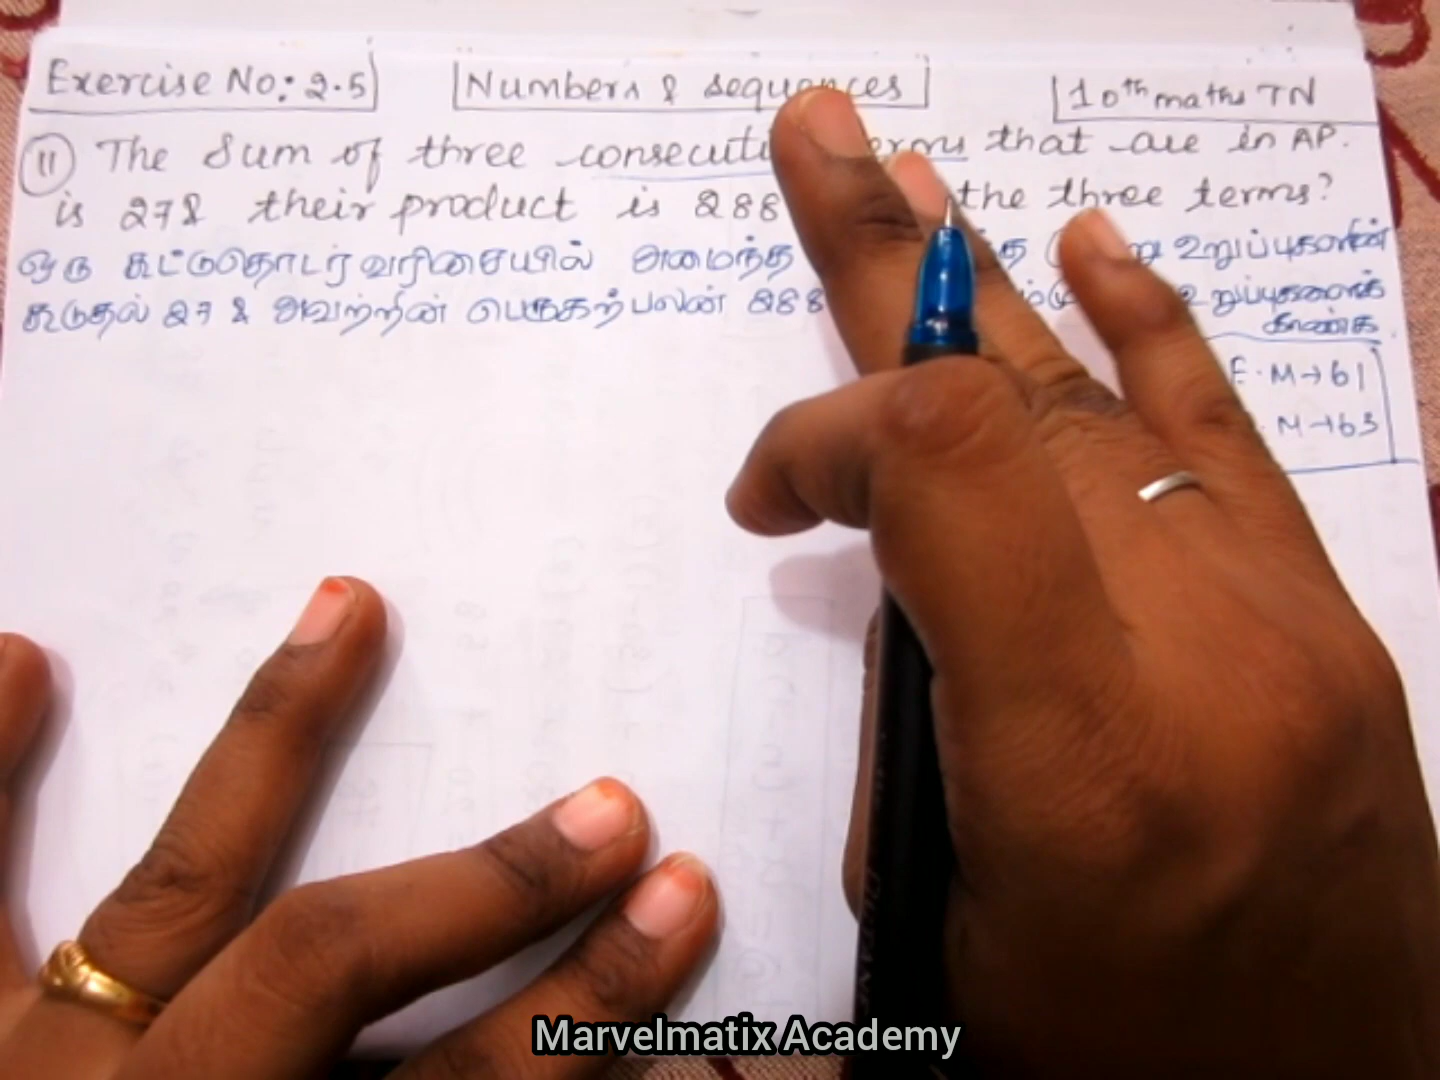 Exercise No: 2.5
Numbers & sequences
10th maths TN
11 The Sum of three that are in AP.
is 27 & their product is 288 the three terms?
ஒரு கூட்டுதொடர்வரிசையில் அமைந்த உறுப்புகளின்
கூடுதல் 27 & அவற்றின் பெருக்கற்பலன் 288 உறுப்புகளைக்
காண்க.
M→61
M→63
Marvelmatix Academy